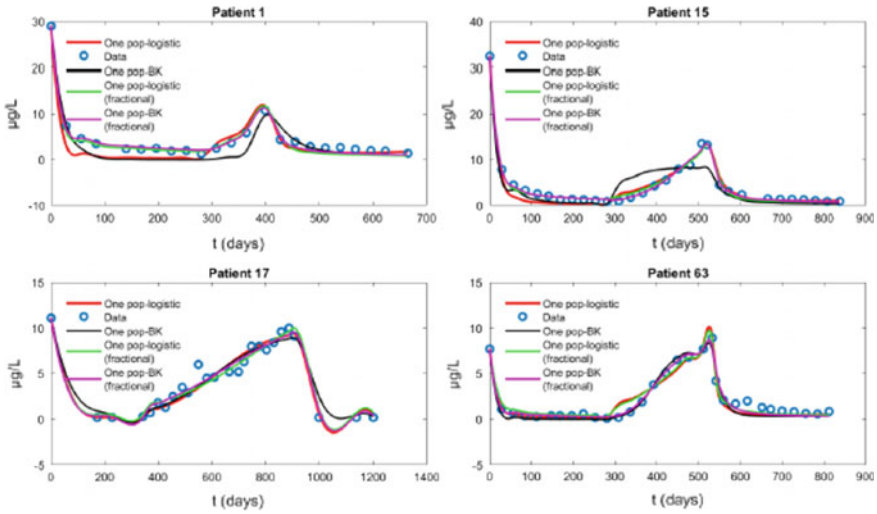 Patient 1
30
20
10
0
-10
µg/L
One pop-logistic
Data
One pop-BK
One pop-logistic
(fractional)
One pop-BK
(fractional)
0 100 200 300 400 500 600 700
t (days)
Patient 15
40
30
20
10
0
µg/L
One pop-logistic
Data
One pop-BK
One pop-logistic
(fractional)
One pop-BK
(fractional)
0 100 200 300 400 500 600 700 800 900
t (days)
Patient 17
15
10
5
0
-5
µg/L
One pop-logistic
Data
One pop-BK
One pop-logistic
(fractional)
One pop-BK
(fractional)
0 200 400 600 800 1000 1200 1400
t (days)
Patient 63
15
10
5
0
-5
µg/L
One pop-logistic
Data
One pop-BK
One pop-logistic
(fractional)
One pop-BK
(fractional)
0 100 200 300 400 500 600 700 800 900
t (days)